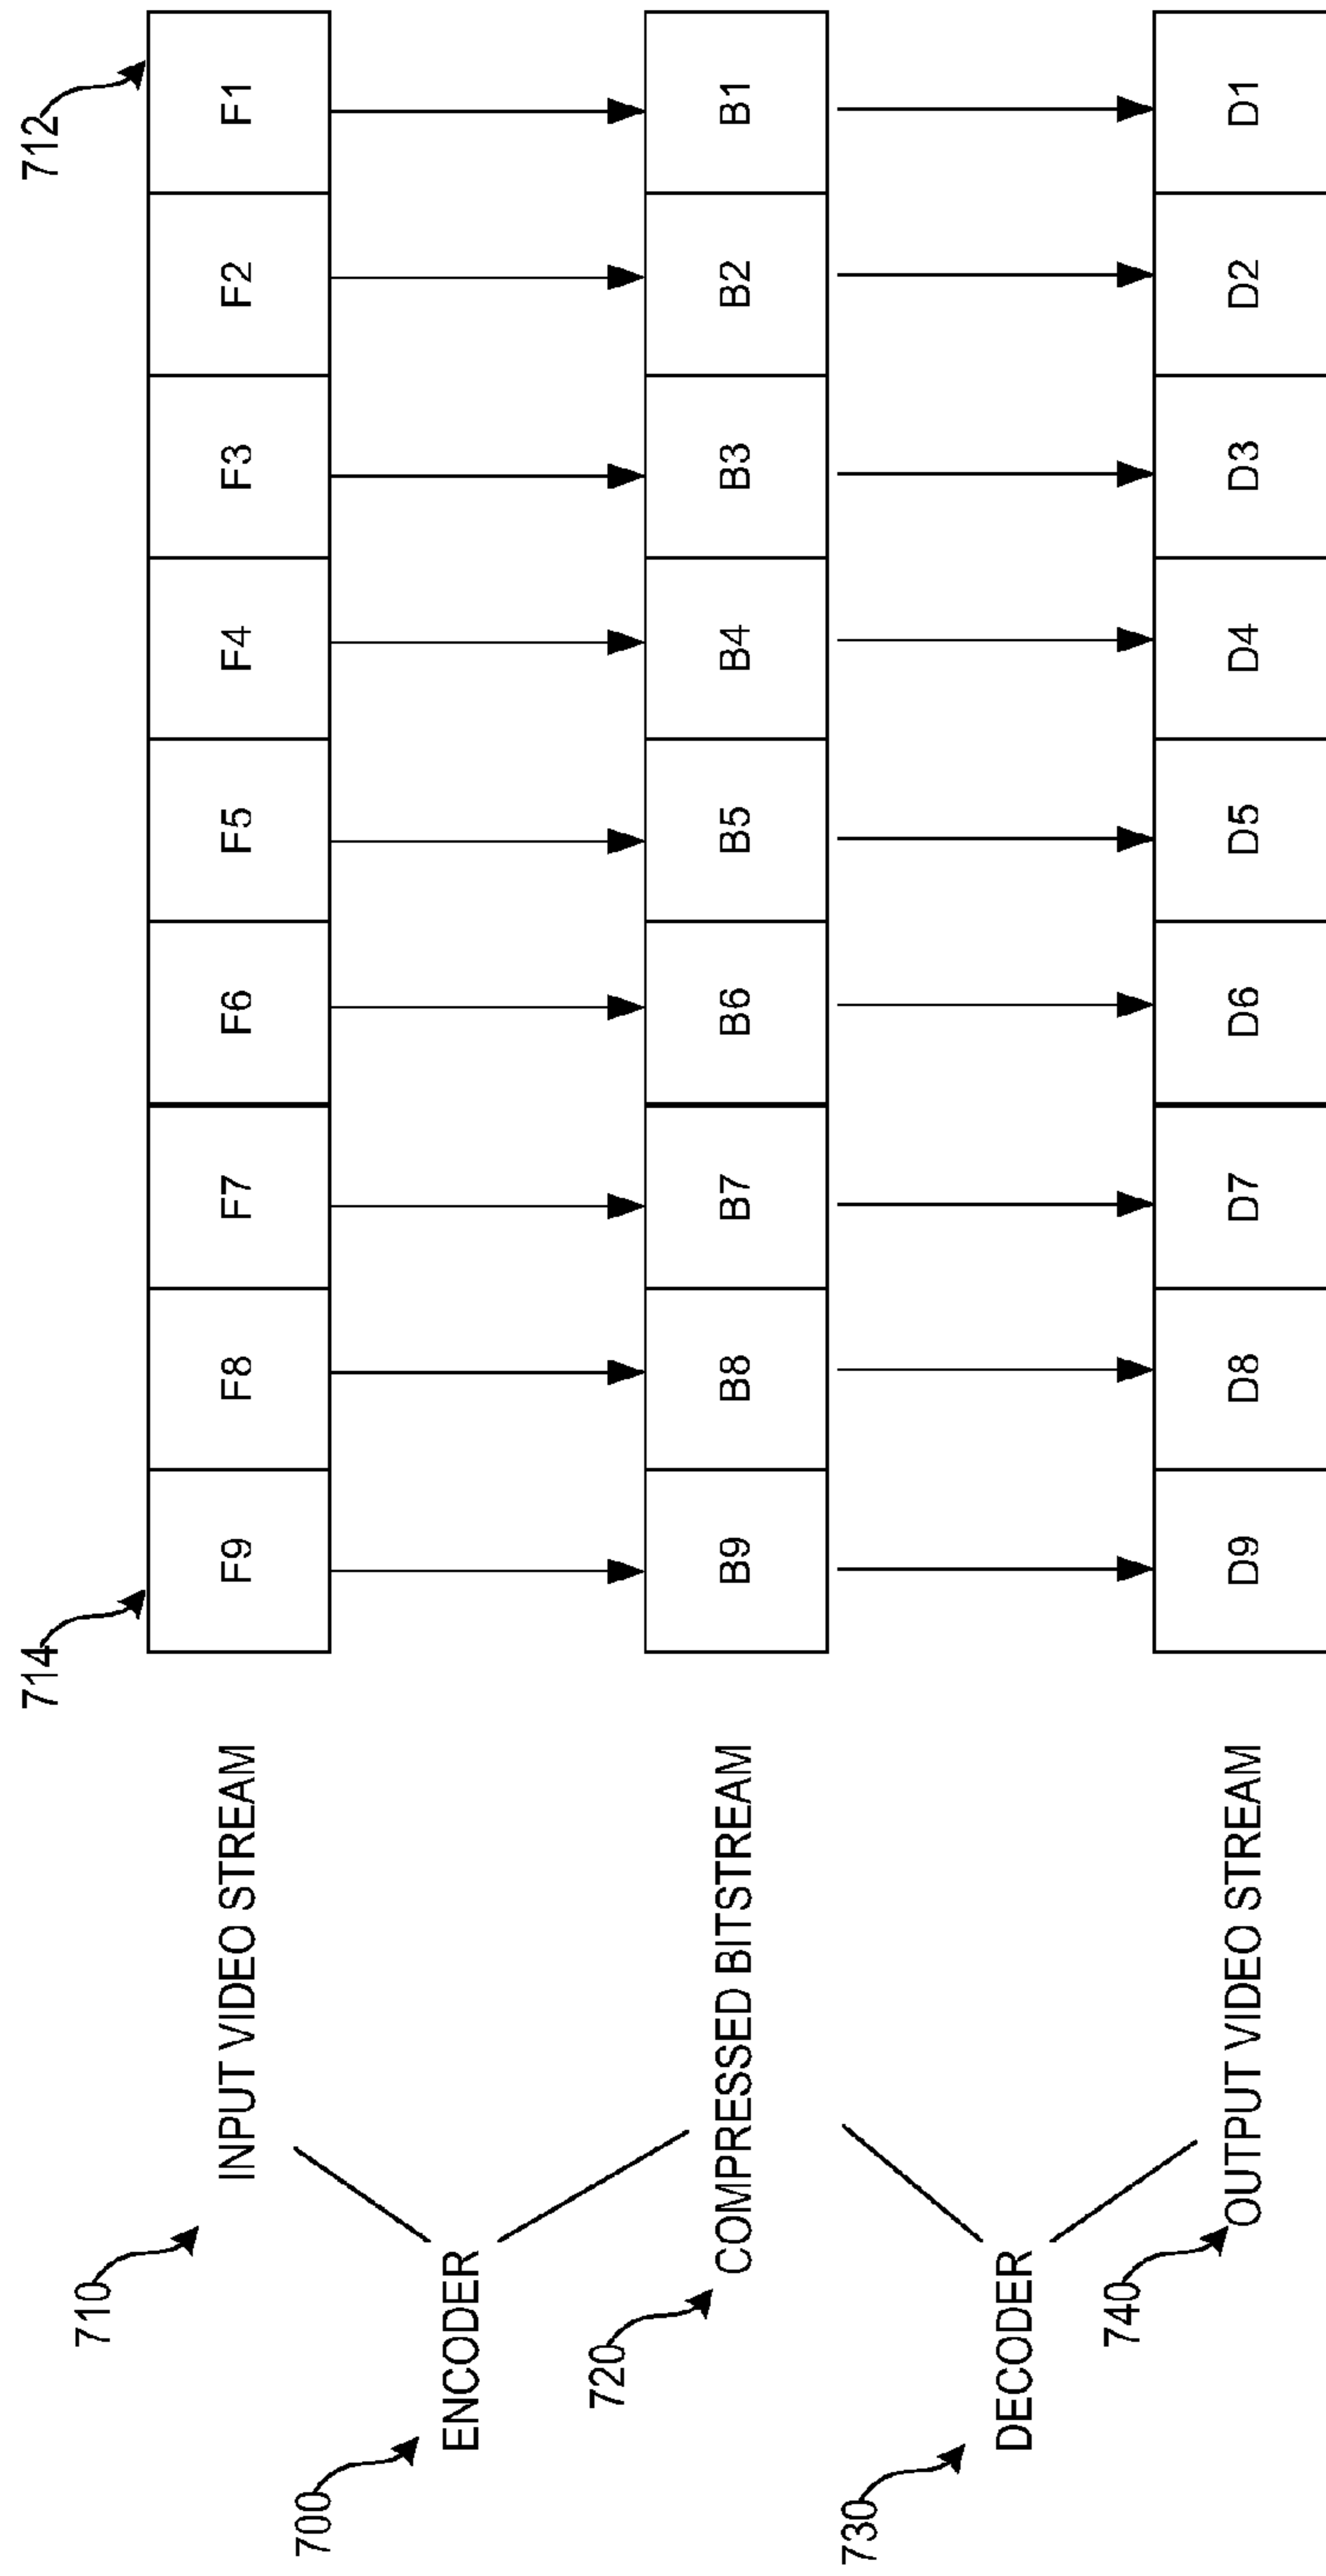 714
712
710
INPUT VIDEO STREAM
F9 F8 F7 F6 F5 F4 F3 F2 F1
700
ENCODER
720
COMPRESSED BITSTREAM
B9 B8 B7 B6 B5 B4 B3 B2 B1
730
DECODER
740
OUTPUT VIDEO STREAM
D9 D8 D7 D6 D5 D4 D3 D2 D1